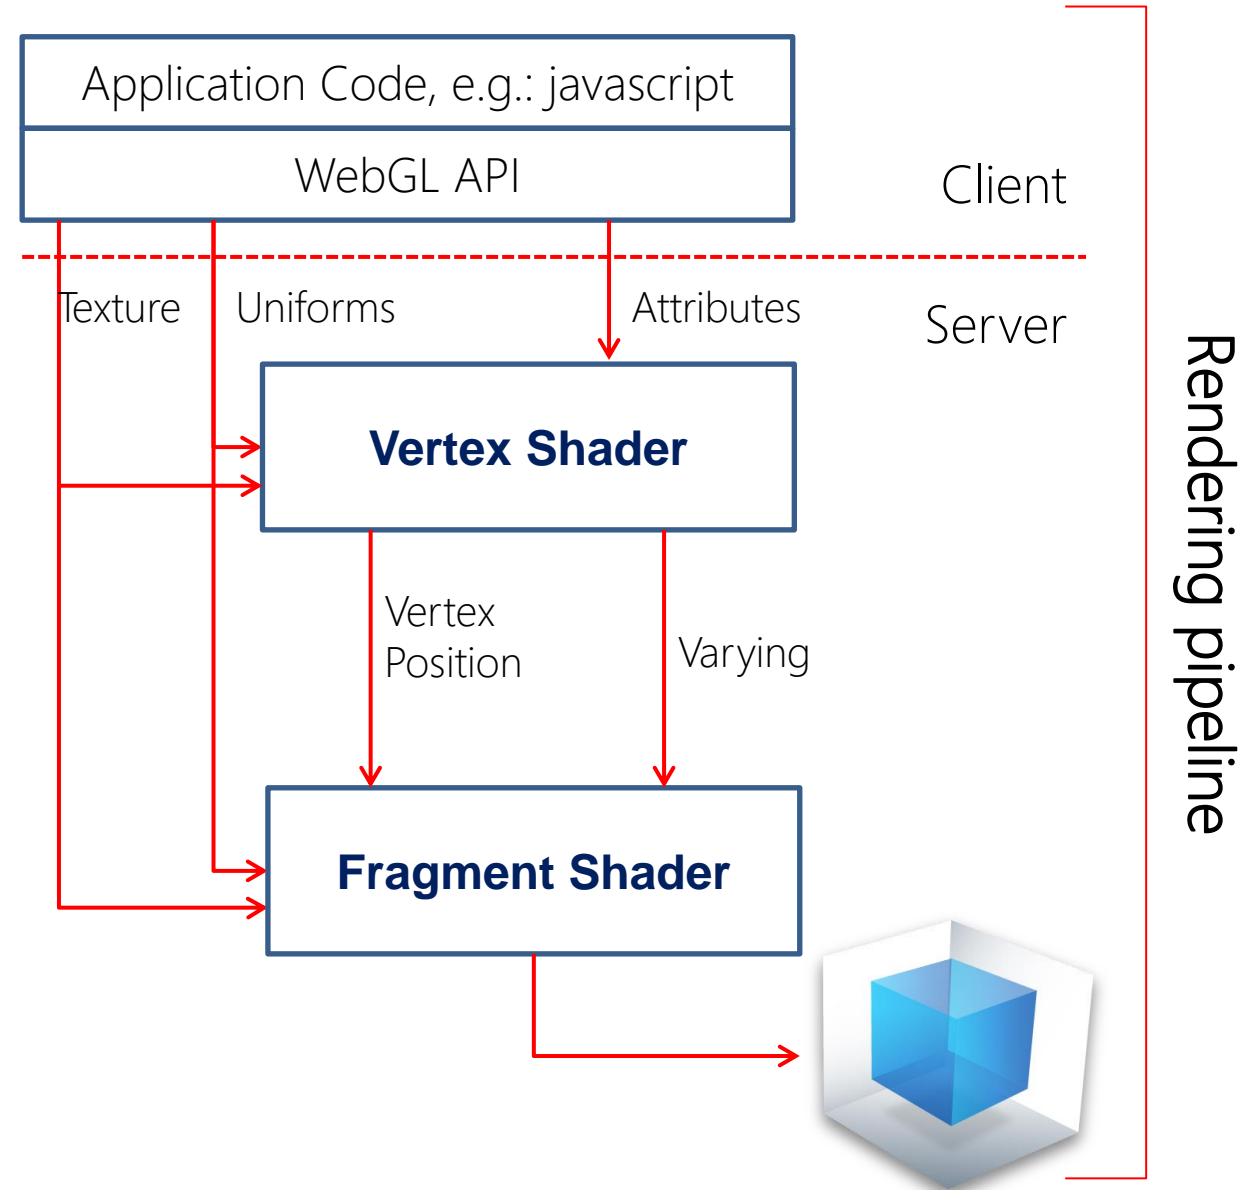 Application Code, e.g.: javascript
WebGL API
Client
Texture
Uniforms
Attributes
Server
Vertex Shader
Vertex
Position
Varying
Fragment Shader
Rendering pipeline